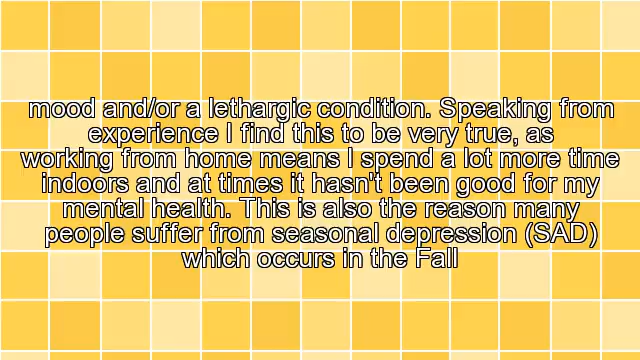 mood and/or a lethargic condition. Speaking from
experience I find this to be very true, as
working from home means I spend a lot more time
indoors and at times it hasn't been good for my
mental health. This is also the reason many
people suffer from seasonal depression (SAD)
which occurs in the Fall